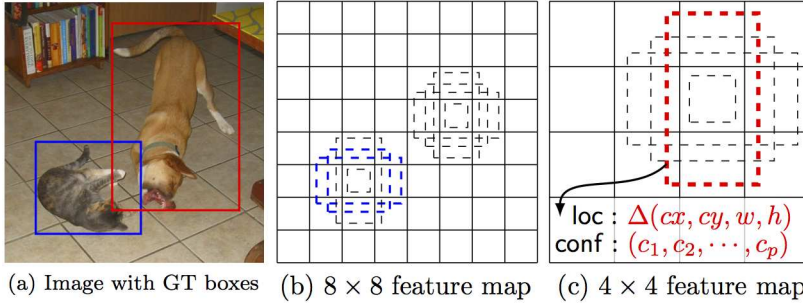 loc : Δ(cx, cy, w, h)
conf : (c₁, c₂, ⋯, cₚ)
(a) Image with GT boxes
(b) 8 × 8 feature map
(c) 4 × 4 feature map